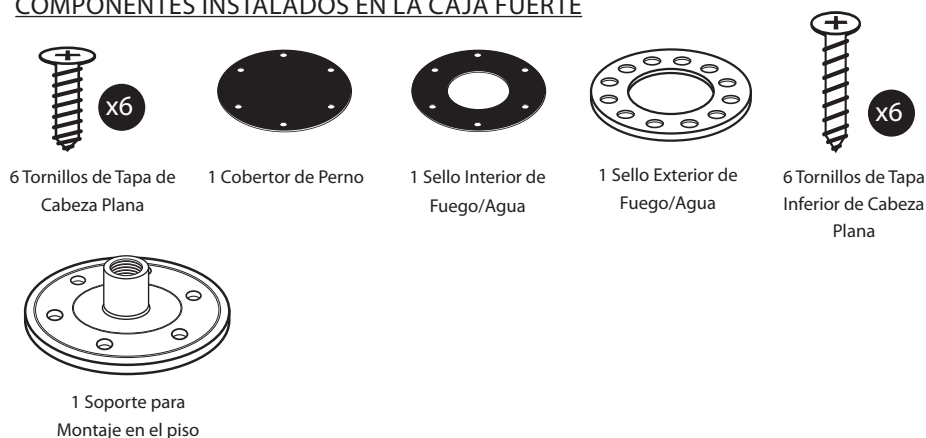 COMPONENTES INSTALADOS EN LA CAJA FUERTE
x6
6 Tornillos de Tapa de
Cabeza Plana
1 Cobertor de Perno
1 Sello Interior de
Fuego/Agua
1 Sello Exterior de
Fuego/Agua
x6
6 Tornillos de Tapa
Inferior de Cabeza
Plana
1 Soporte para
Montaje en el piso